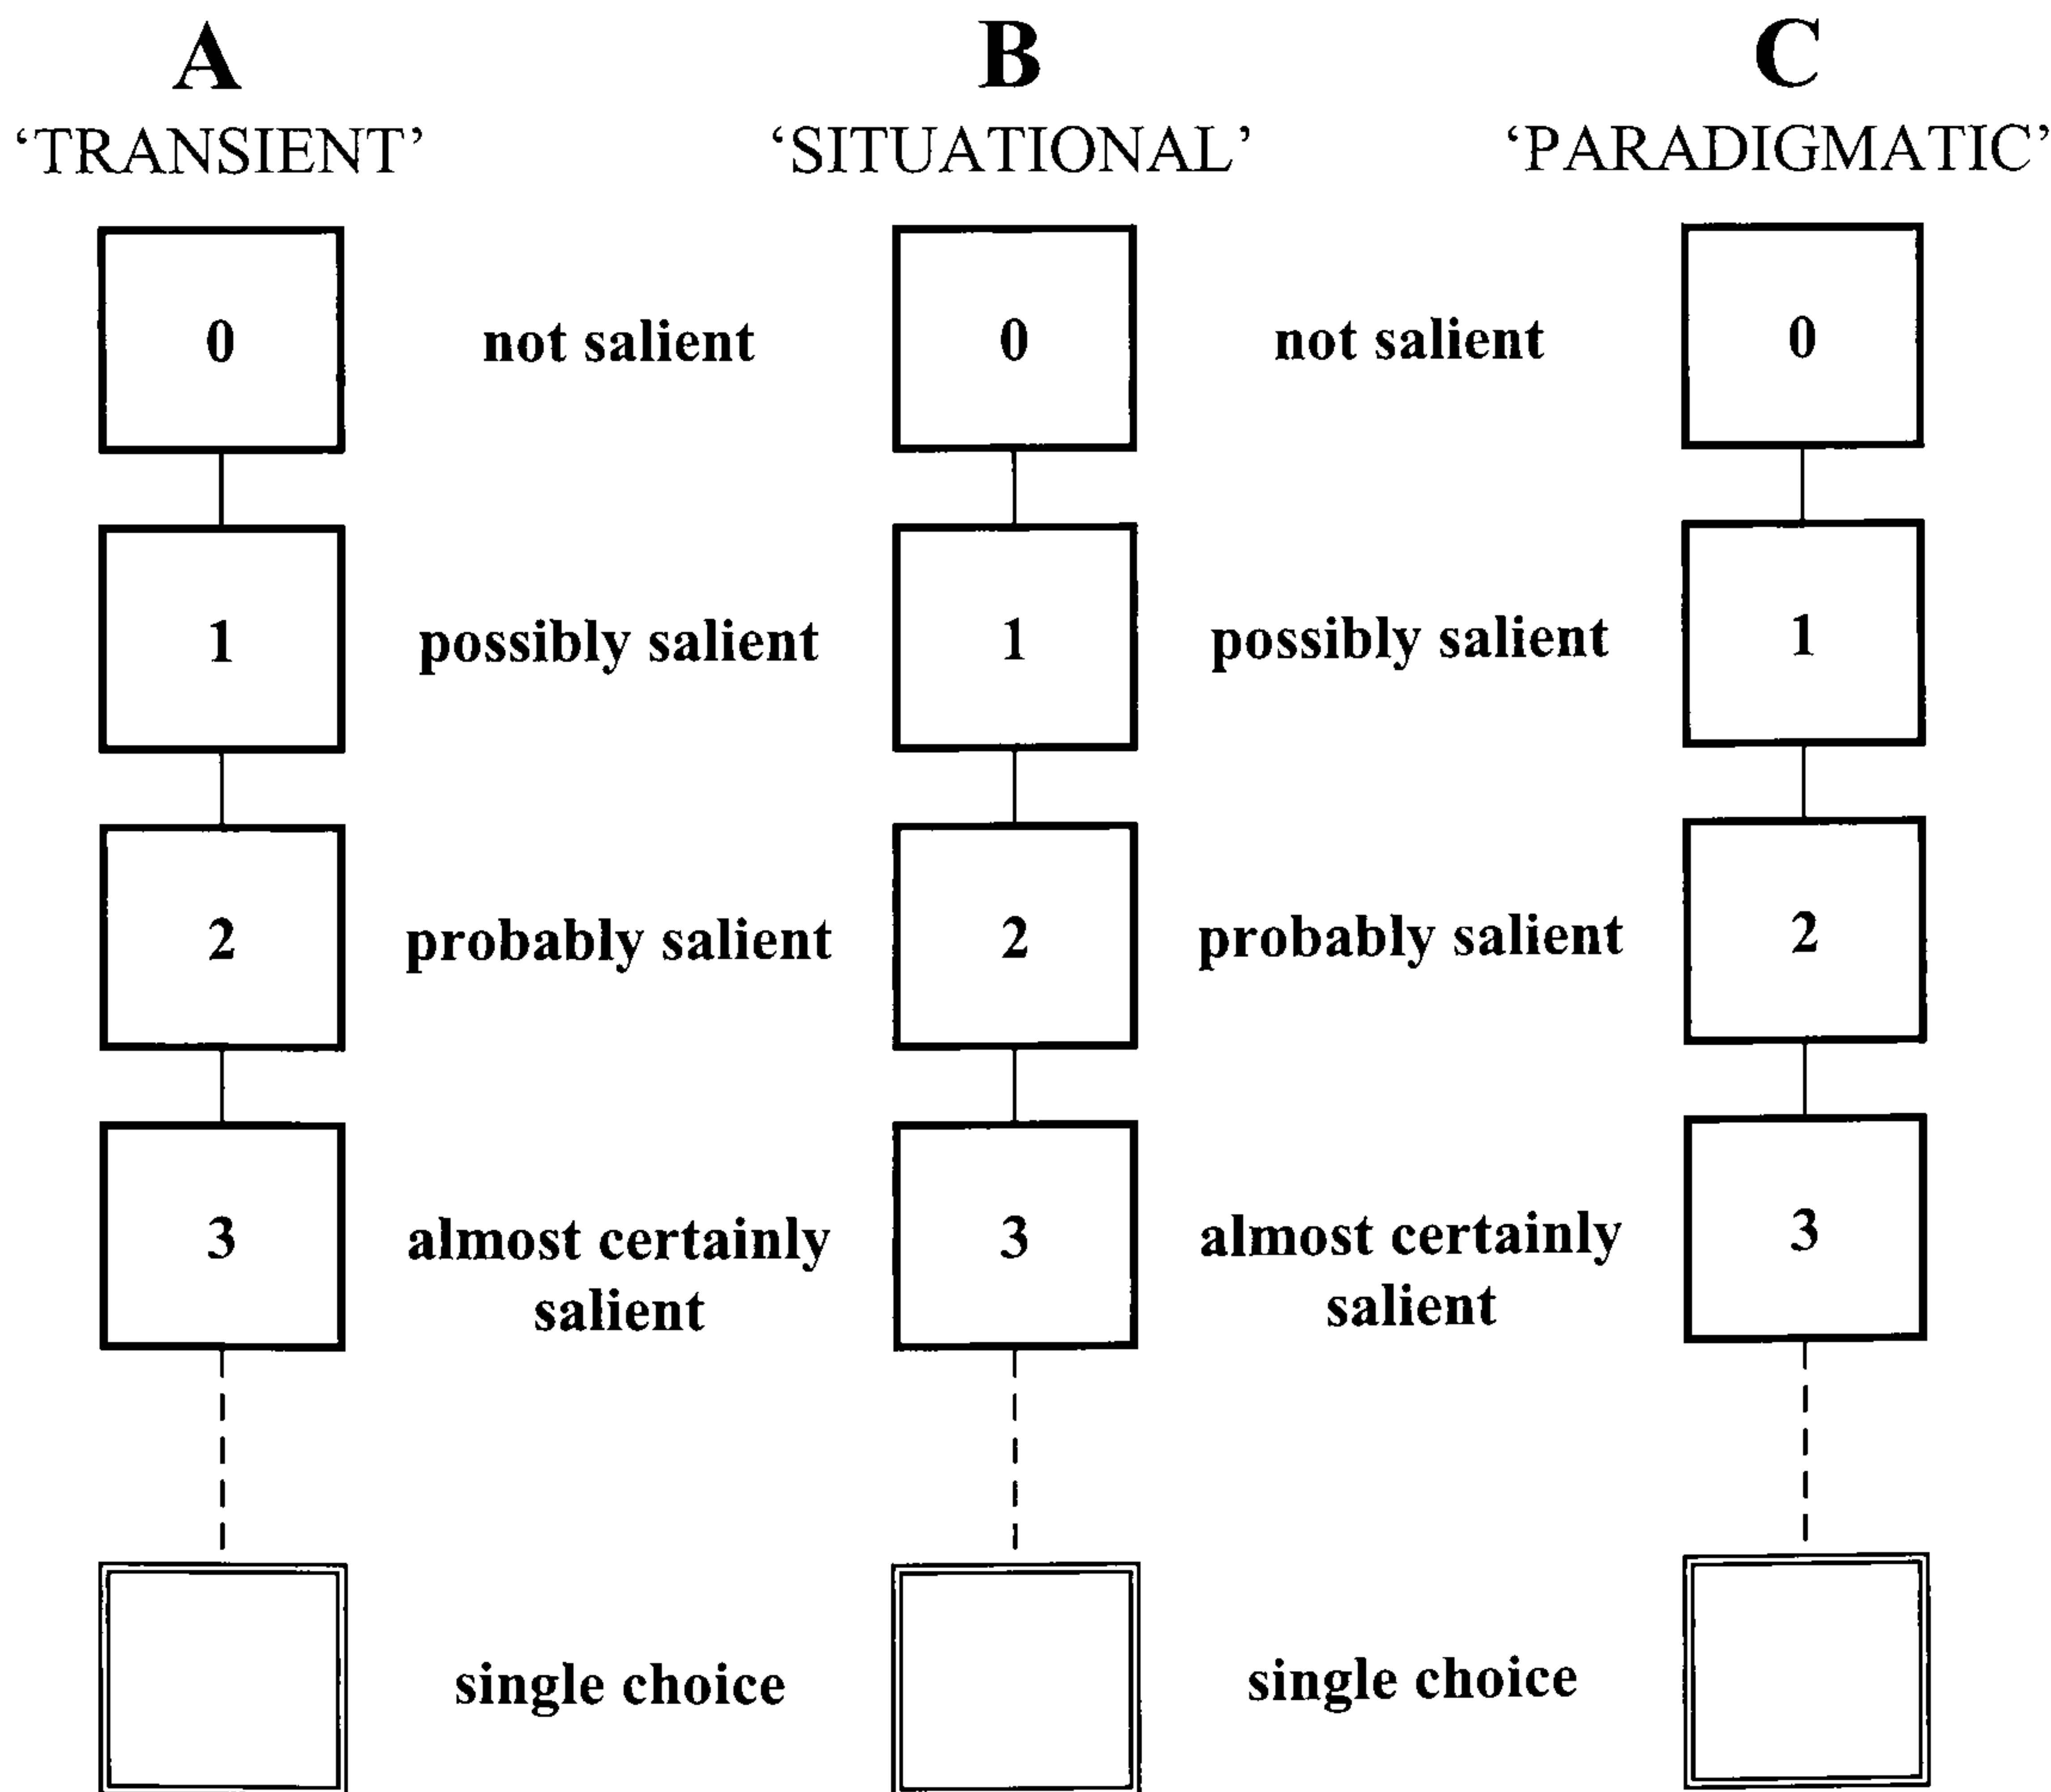 A B C
‘TRANSIENT’ ‘SITUATIONAL’ ‘PARADIGMATIC’
0 not salient 0 not salient 0
1 possibly salient 1 possibly salient 1
2 probably salient 2 probably salient 2
3 almost certainly 3 almost certainly 3
salient salient
single choice single choice